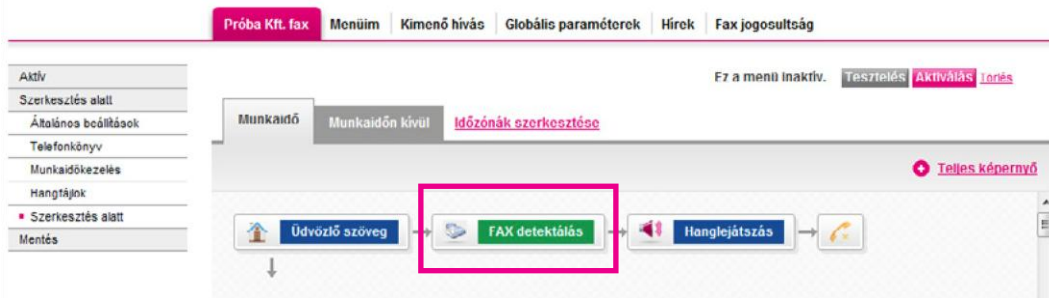 Próba Kft. fax Menüim Kimenő hívás Globális paraméterek Hírek Fax jogosultság
Aktív
Szerkesztés alatt
Általános beállítások
Telefonkönyv
Munkaidőkezelés
Hangfájlok
Szerkesztés alatt
Mentés
Ez a menü inaktív. Tesztelés Aktiválás Törlés
Munkaidő Munkaidőn kívül Időzónák szerkesztése
Teljes képernyő
Üdvözlő szöveg FAX detektálás Hanglejátszás